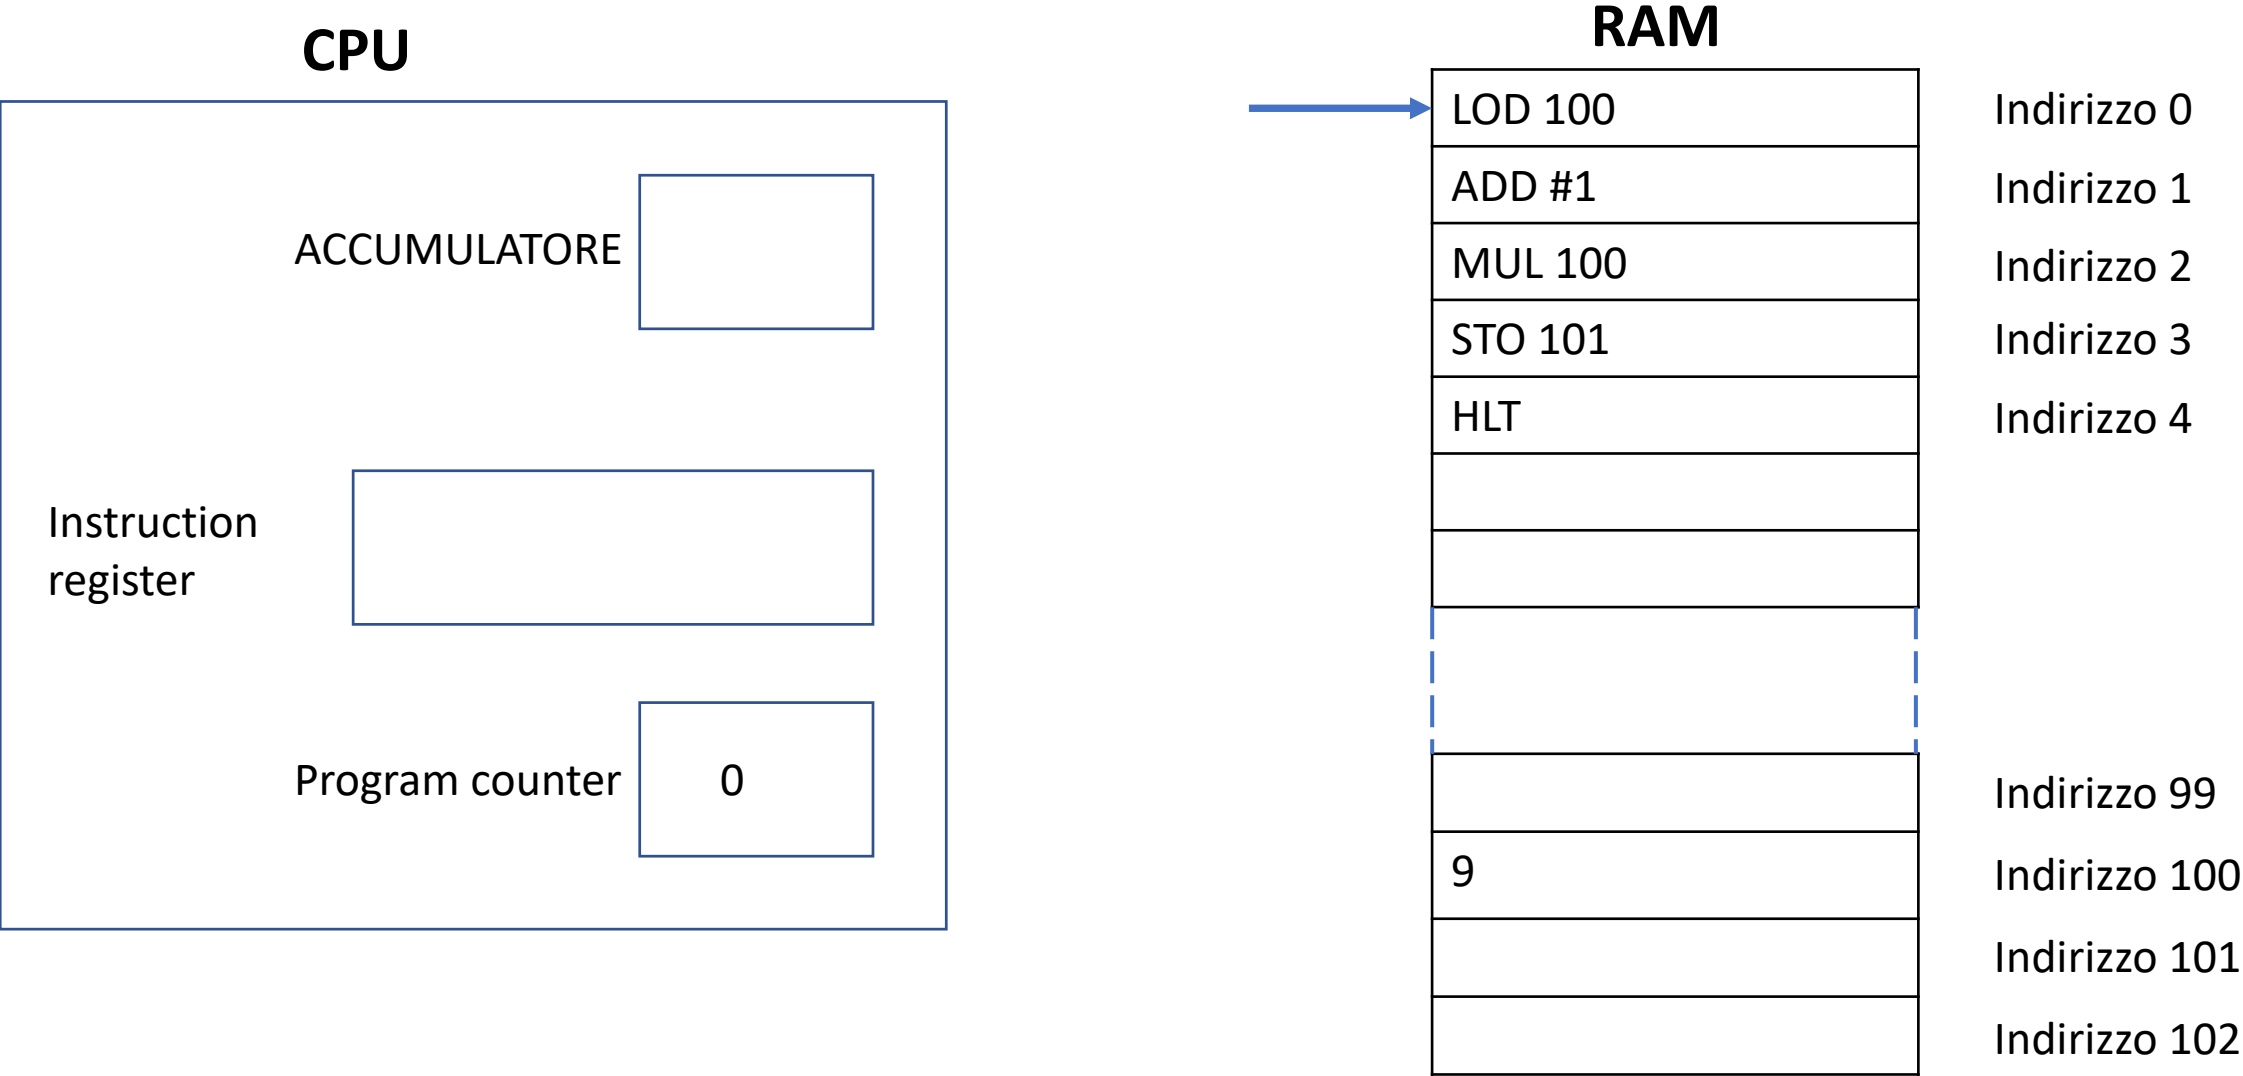 CPU
ACCUMULATORE
Instruction
register
Program counter
0
RAM
LOD 100
Indirizzo 0
ADD #1
Indirizzo 1
MUL 100
Indirizzo 2
STO 101
Indirizzo 3
HLT
Indirizzo 4
Indirizzo 99
9
Indirizzo 100
Indirizzo 101
Indirizzo 102